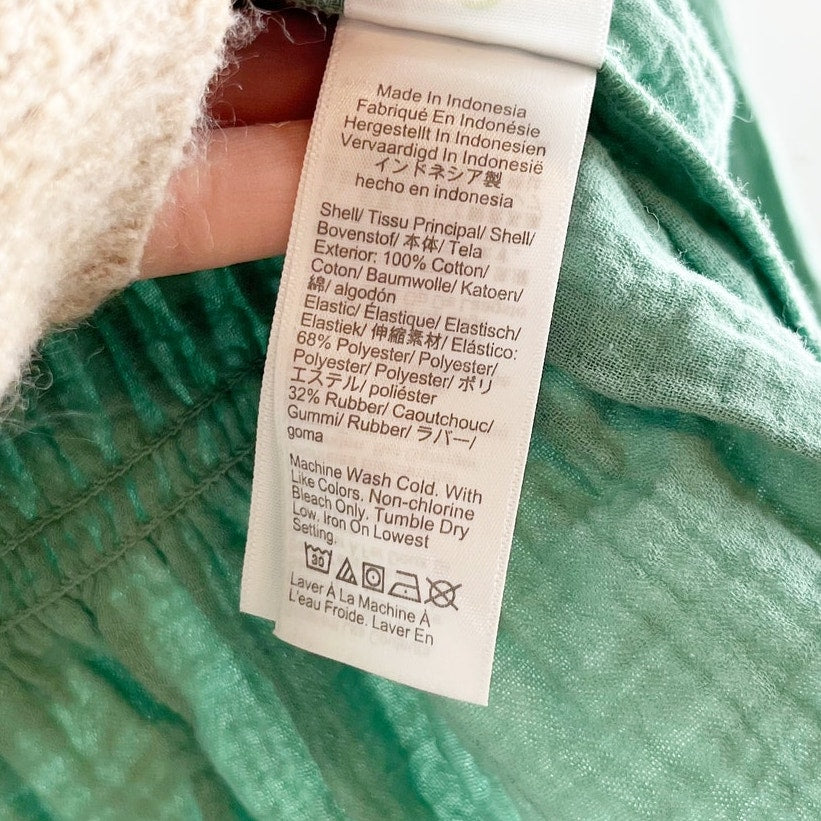 Made In Indonesia
Fabriqué En Indonésie
Hergestellt In Indonesien
Vervaardigd In Indonesië
インドネシア製
hecho en indonesia
Shell/ Tissu Principal/ Shell/
Bovenstof/ 本体/ Tela
Exterior: 100% Cotton/
Coton/ Baumwolle/ Katoen/
綿/ algodón
Elastic/ Élastique/ Elastisch/
Elastiek/ 伸縮素材/ Elástico:
68% Polyester/ Polyester/
Polyester/ Polyester/ ポリ
エステル/ poliéster
32% Rubber/ Caoutchouc/
Gummi/ Rubber/ ラバー/
goma
Machine Wash Cold. With
Like Colors. Non-chlorine
Bleach Only. Tumble Dry
Low. Iron On Lowest
Setting.
30
Laver À La Machine À
L'eau Froide. Laver En